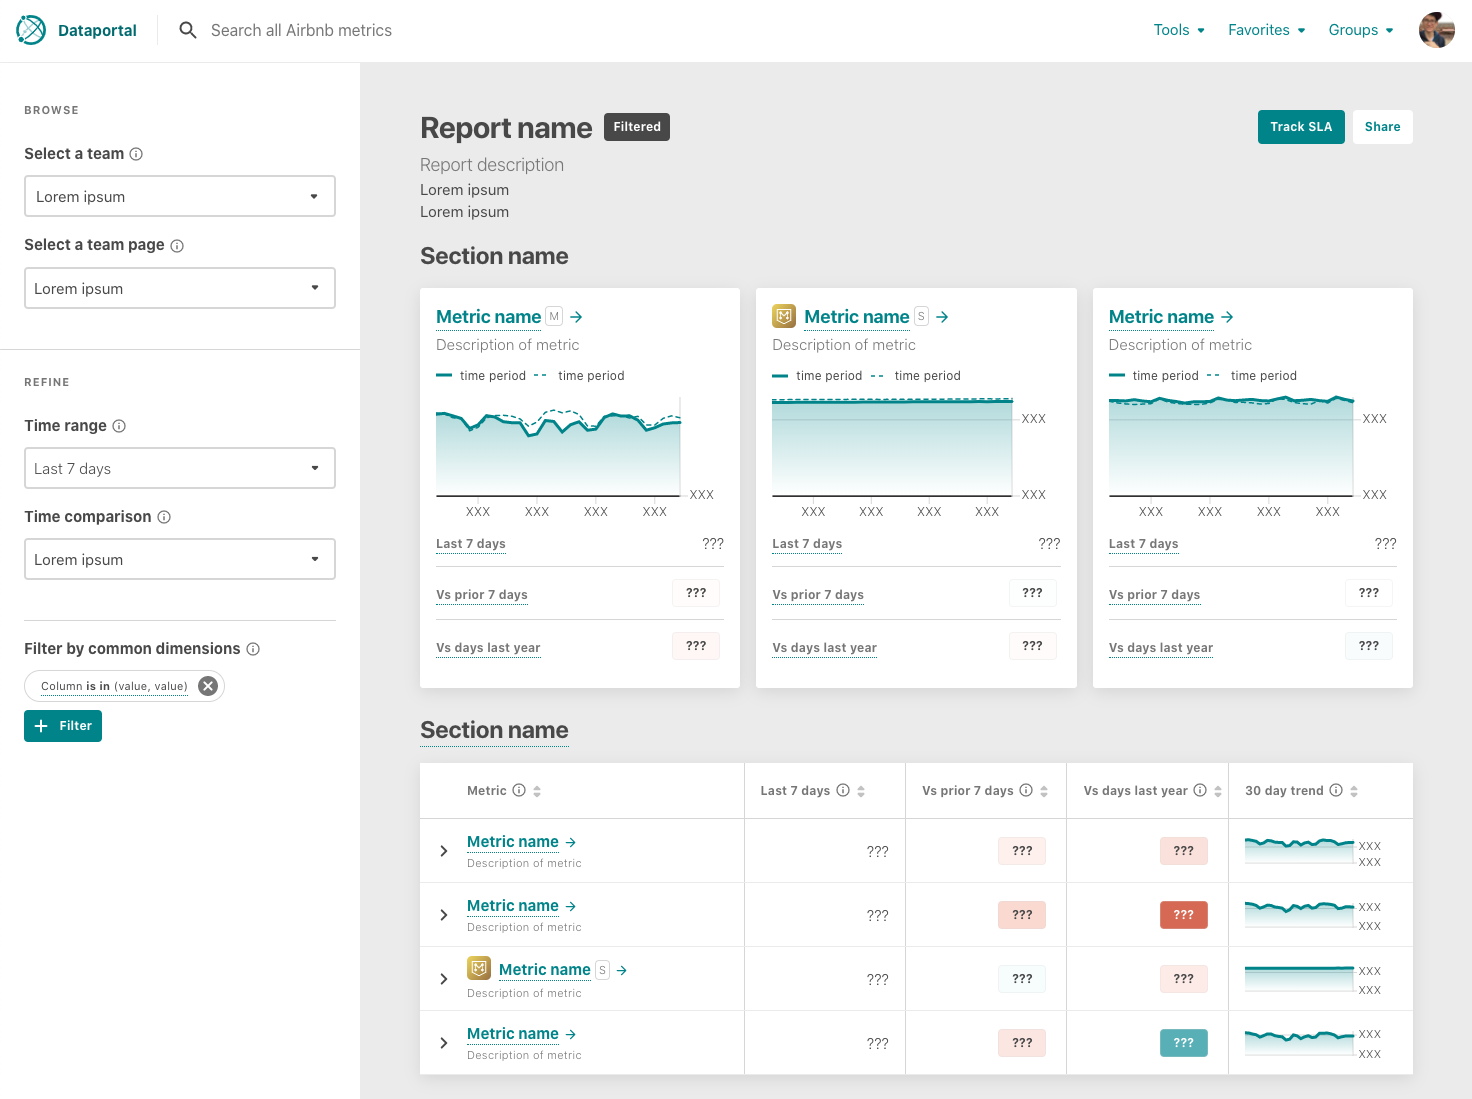 Dataportal
Search all Airbnb metrics
Tools
Favorites
Groups
BROWSE
Select a team
Lorem ipsum
Select a team page
Lorem ipsum
REFINE
Time range
Last 7 days
Time comparison
Lorem ipsum
Filter by common dimensions
Column is in (value, value)
Filter
Report name
Filtered
Track SLA
Share
Report description
Lorem ipsum
Lorem ipsum
Section name
Metric name M
Description of metric
time period time period
XXX
XXX XXX XXX XXX
Last 7 days ???
Vs prior 7 days ???
Vs days last year ???
Metric name S
Description of metric
time period time period
XXX
XXX
XXX XXX XXX XXX
Last 7 days ???
Vs prior 7 days ???
Vs days last year ???
Metric name
Description of metric
time period time period
XXX
XXX
XXX XXX XXX XXX
Last 7 days ???
Vs prior 7 days ???
Vs days last year ???
Section name
Metric Last 7 days Vs prior 7 days Vs days last year 30 day trend
Metric name
Description of metric
??? ??? ???
XXX
XXX
Metric name
Description of metric
??? ??? ???
XXX
XXX
Metric name S
Description of metric
??? ??? ???
XXX
XXX
Metric name
Description of metric
??? ??? ???
XXX
XXX